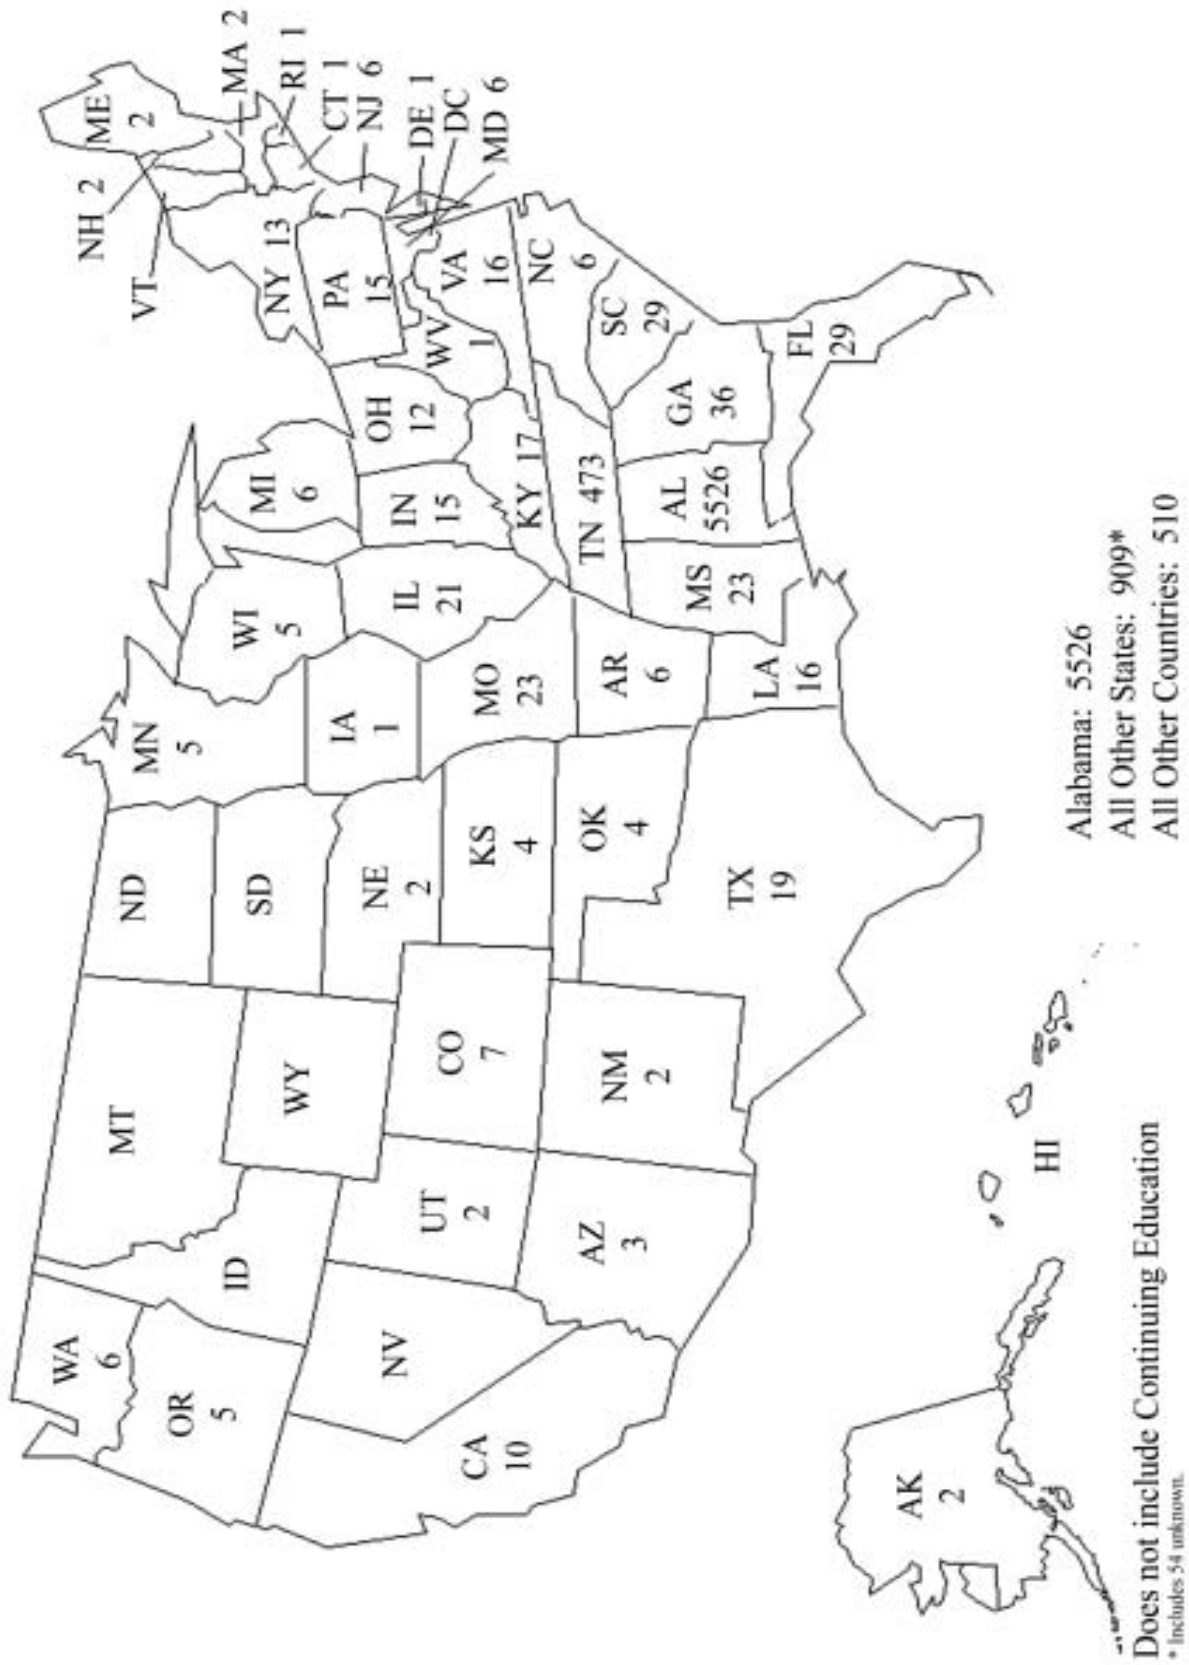 WA
6
OR
5
CA
10
NV
ID
MT
WY
UT
2
AZ
3
CO
7
NM
2
ND
SD
NE
2
KS
4
OK
4
TX
19
MN
5
IA
1
MO
23
AR
6
LA
16
WI
5
IL
21
MI
6
IN
15
OH
12
KY 17
TN 473
MS
23
AL
5526
GA
36
FL
29
SC
29
NC
6
VA
16
WV
1
PA
15
NY 13
VT
NH 2
ME
2
MA 2
RI 1
CT 1
NJ 6
DE 1
DC
MD 6
AK
2
HI
Alabama: 5526
All Other States: 909*
All Other Countries: 510
Does not include Continuing Education
* Includes 54 unknown.